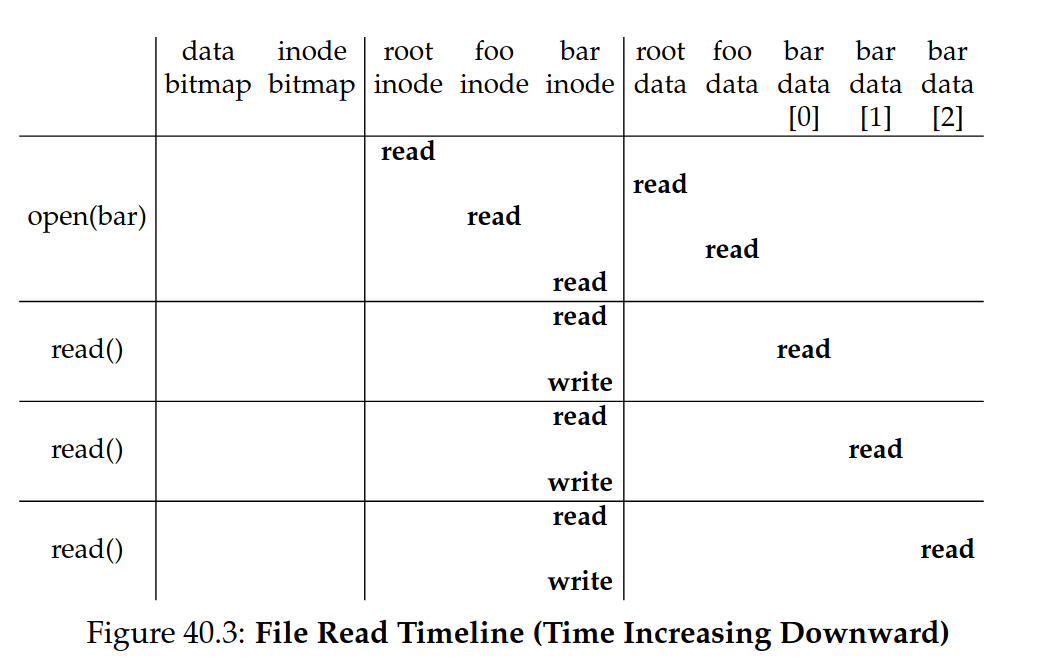 data inode root foo bar root foo bar bar bar
bitmap bitmap inode inode inode data data data data data
[0] [1] [2]
read
read
open(bar) read
read
read
read
read() read
write
read
read() read
write
read
read() read
write
Figure 40.3: File Read Timeline (Time Increasing Downward)